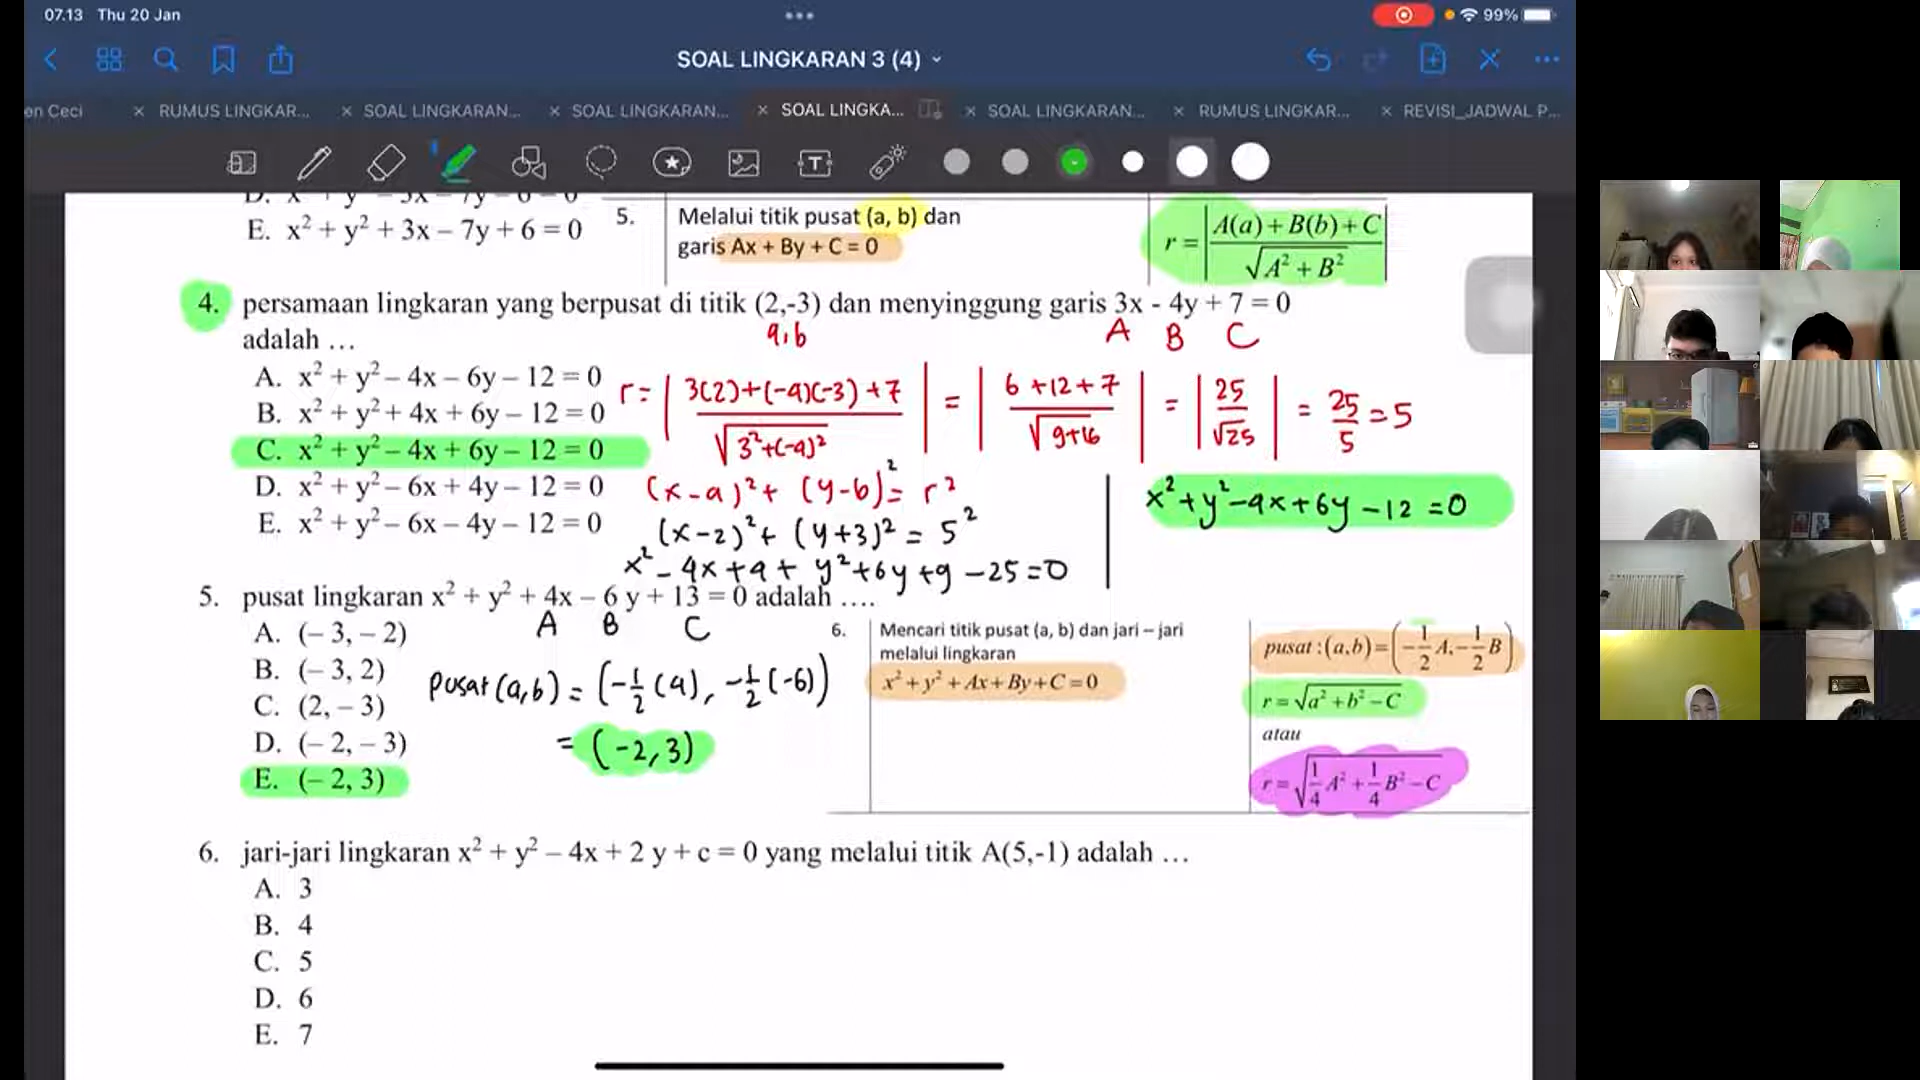 07.13 Thu 20 Jan
99%
SOAL LINGKARAN 3 (4)
en Ceci
× RUMUS LINGKAR...
× SOAL LINGKARAN...
× SOAL LINGKARAN...
× SOAL LINGKA...
× SOAL LINGKARAN...
× RUMUS LINGKAR...
× REVISI_JADWAL P...
E. x² + y² + 3x – 7y + 6 = 0
5. Melalui titik pusat (a, b) dan
garis Ax + By + C = 0
r = |A(a) + B(b) + C / √A² + B²|
4. persamaan lingkaran yang berpusat di titik (2,-3) dan menyinggung garis 3x - 4y + 7 = 0
adalah …
a,b A B C
A. x² + y² – 4x – 6y – 12 = 0
B. x² + y² + 4x + 6y – 12 = 0
C. x² + y² – 4x + 6y – 12 = 0
D. x² + y² – 6x + 4y – 12 = 0
E. x² + y² – 6x – 4y – 12 = 0
r = |3(2)+(-4)(-3)+7 / √3²+(-4)²| = |6+12+7 / √9+16| = |25/√25| = 25/5 = 5
(x-a)² + (y-b)² = r²
(x-2)² + (y+3)² = 5²
x² - 4x + 4 + y² + 6y + 9 - 25 = 0
x² + y² - 4x + 6y - 12 = 0
5. pusat lingkaran x² + y² + 4x – 6 y + 13 = 0 adalah ….
A B C
A. (– 3, – 2)
B. (– 3, 2)
C. (2, – 3)
D. (– 2, – 3)
E. (– 2, 3)
pusat (a,b) = (-½(4), -½(-6))
= (-2, 3)
6. Mencari titik pusat (a, b) dan jari – jari
melalui lingkaran
x² + y² + Ax + By + C = 0
pusat : (a,b) = (-1/2 A, -1/2 B)
r = √a² + b² – C
atau
r = √1/4 A² + 1/4 B² – C
6. jari-jari lingkaran x² + y² – 4x + 2 y + c = 0 yang melalui titik A(5,-1) adalah …
A. 3
B. 4
C. 5
D. 6
E. 7